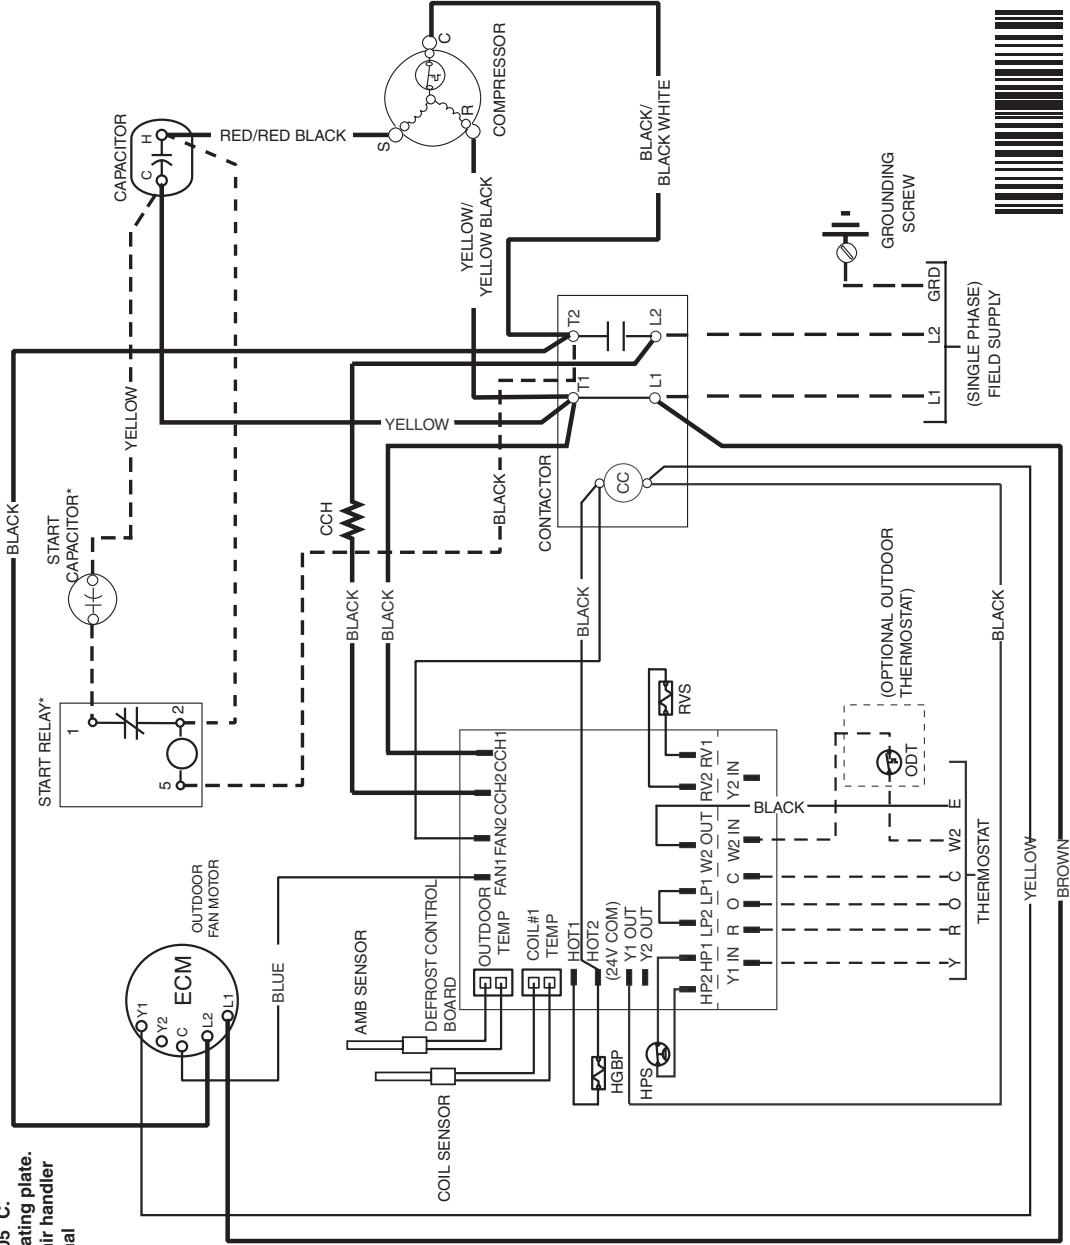 05° C.
ating plate.
ir handler
al
CAPACITOR
H
C
RED/RED BLACK
S
C
R
COMPRESSOR
BLACK/
BLACK WHITE
YELLOW/
YELLOW BLACK
YELLOW
BLACK
START
CAPACITOR*
START RELAY*
1
2
5
CCH
BLACK
BLACK
YELLOW
BLACK
CONTACTOR
T2
L2
T1
L1
CC
GROUNDING
SCREW
GRD
L2
L1
(SINGLE PHASE)
FIELD SUPPLY
BLACK
BLACK
(OPTIONAL OUTDOOR
THERMOSTAT)
ODT
RVS
OUTDOOR
FAN MOTOR
ECM
Y1
Y2
C
L2
L1
BLUE
AMB SENSOR
COIL SENSOR
DEFROST CONTROL
BOARD
FAN1 FAN2 CCH2 CCH1
OUTDOOR
TEMP
COIL#1
TEMP
HOT1
HOT2
(24V COM)
Y1 OUT
Y2 OUT
HGBP
HPS
HP2 HP1 LP2 LP1 W2 OUT RV2 RV1
Y1 IN R O C W2 IN Y2 IN
BLACK
Y R O C W2 E
THERMOSTAT
YELLOW
BROWN